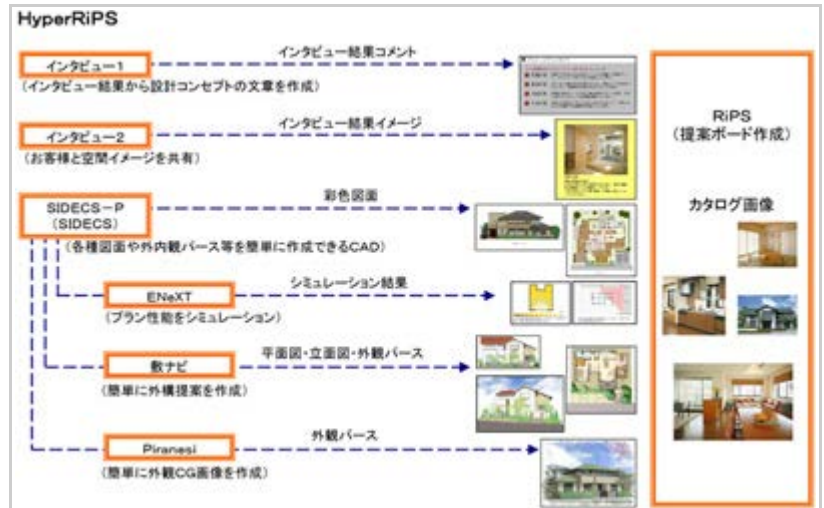 HyperRiPS
インタビュー1
インタビュー結果コメント
(インタビュー結果から設計コンセプトの文章を作成)
インタビュー2
インタビュー結果イメージ
(お客様と空間イメージを共有)
SIDECS-P
(SIDECS)
彩色図面
(各種図面や外内観パース等を簡単に作成できるCAD)
ENeXT
シミュレーション結果
(プラン性能をシミュレーション)
敷ナビ
平面図・立面図・外観パース
(簡単に外構提案を作成)
Piranesi
外観パース
(簡単に外観CG画像を作成)
RiPS
(提案ボード作成)
カタログ画像